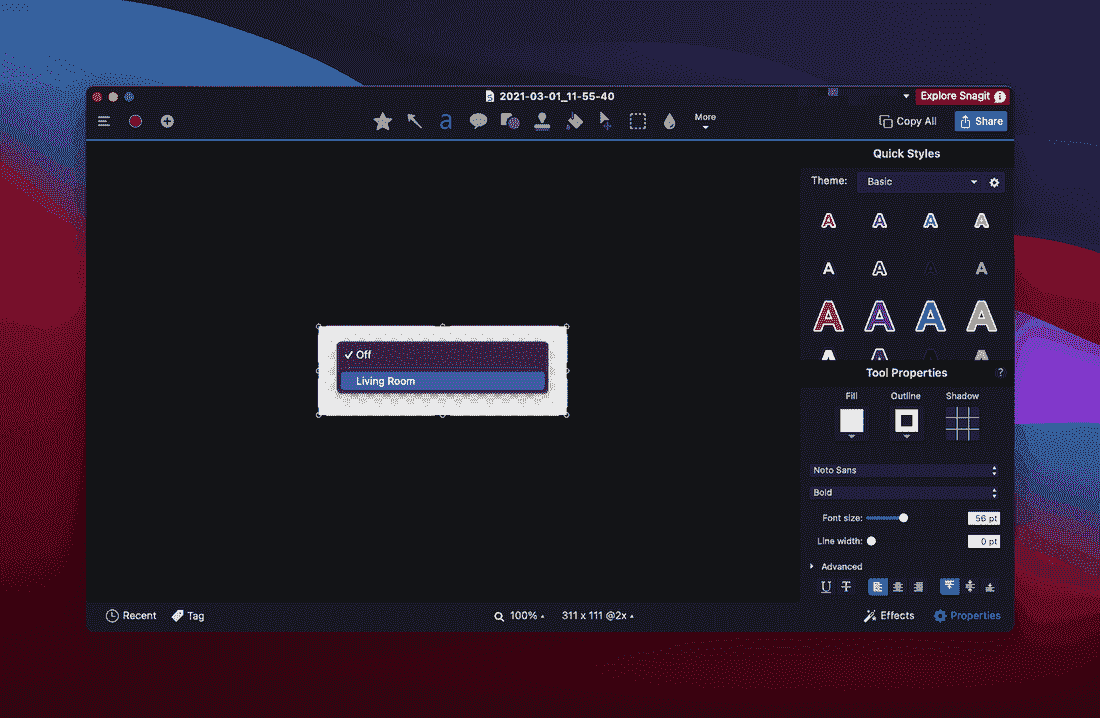 2021-03-01_11-55-40
Explore Snagit
a
More
Copy All
Share
Quick Styles
Theme: Basic
A A A A
A A A A
A A A A
A A A A
✓ Off
Living Room
Tool Properties ?
Fill Outline Shadow
Noto Sans
Bold
Font size: 56 pt
Line width: 0 pt
Advanced
U T
Recent Tag 100% 311 x 111 @2x Effects Properties